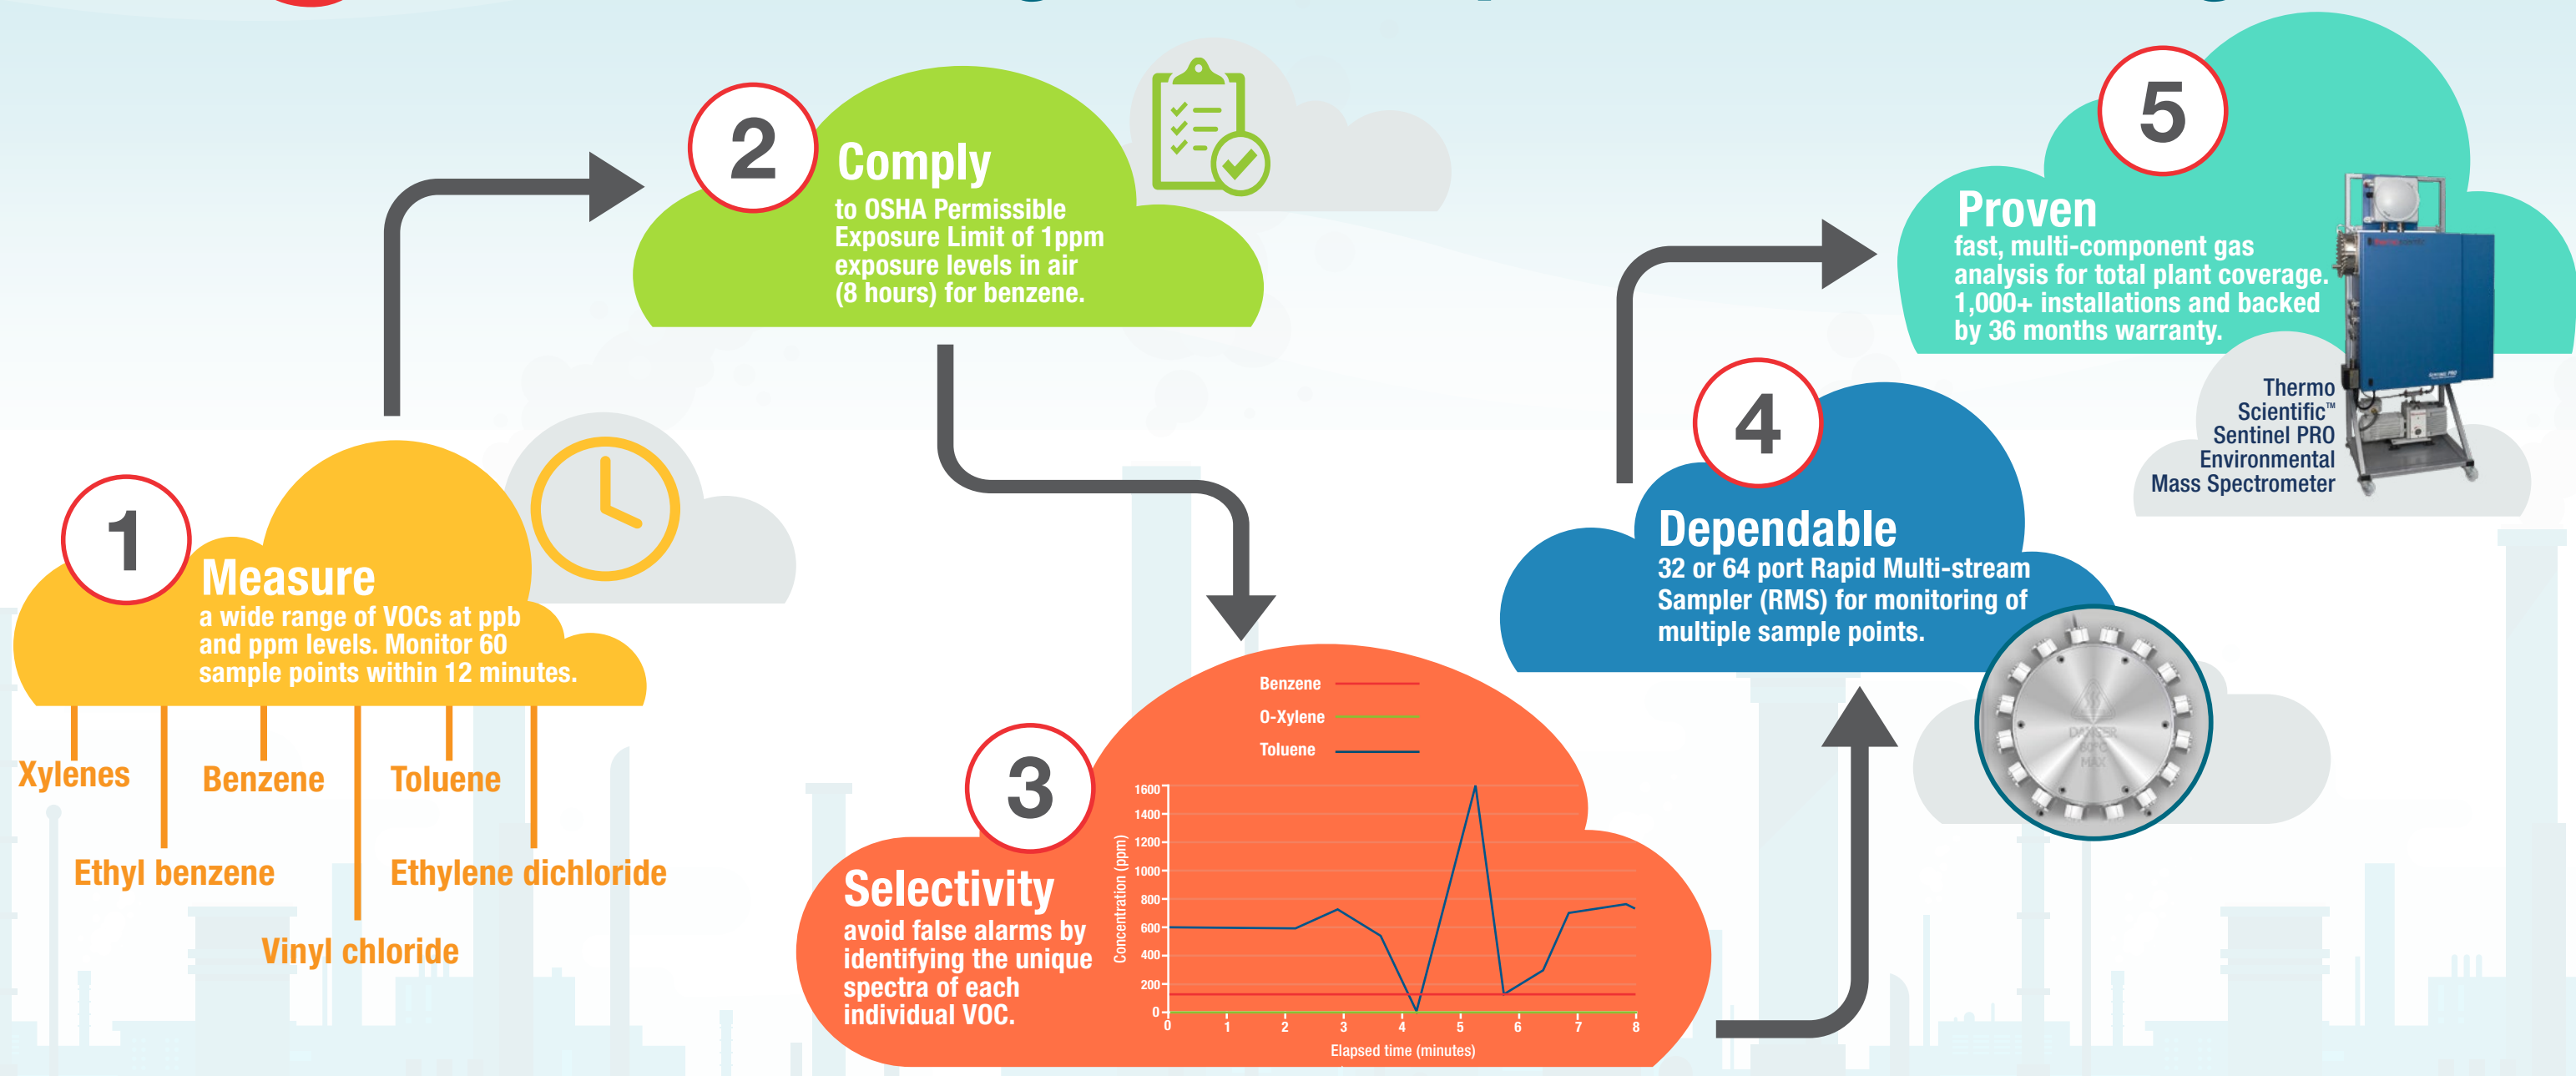 1
Measure
a wide range of VOCs at ppb
and ppm levels. Monitor 60
sample points within 12 minutes.
Xylenes
Benzene
Toluene
Ethyl benzene
Ethylene dichloride
Vinyl chloride
2
Comply
to OSHA Permissible
Exposure Limit of 1ppm
exposure levels in air
(8 hours) for benzene.
3
Selectivity
avoid false alarms by
identifying the unique
spectra of each
individual VOC.
Benzene
O-Xylene
Toluene
Concentration (ppm)
1600
1400
1200
1000
800
600
400
200
0
0 1 2 3 4 5 6 7 8
Elapsed time (minutes)
4
Dependable
32 or 64 port Rapid Multi-stream
Sampler (RMS) for monitoring of
multiple sample points.
DANGER
MAX
5
Proven
fast, multi-component gas
analysis for total plant coverage.
1,000+ installations and backed
by 36 months warranty.
Thermo
Scientific™
Sentinel PRO
Environmental
Mass Spectrometer